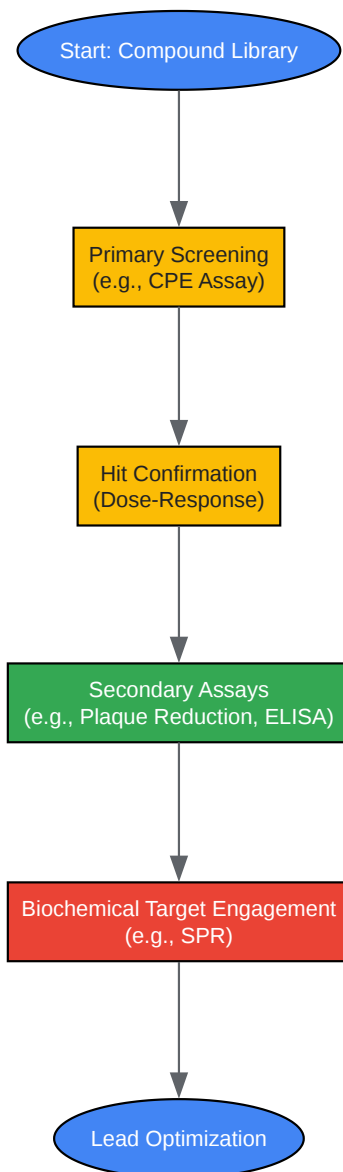 Start: Compound Library
Primary Screening
(e.g., CPE Assay)
Hit Confirmation
(Dose-Response)
Secondary Assays
(e.g., Plaque Reduction, ELISA)
Biochemical Target Engagement
(e.g., SPR)
Lead Optimization